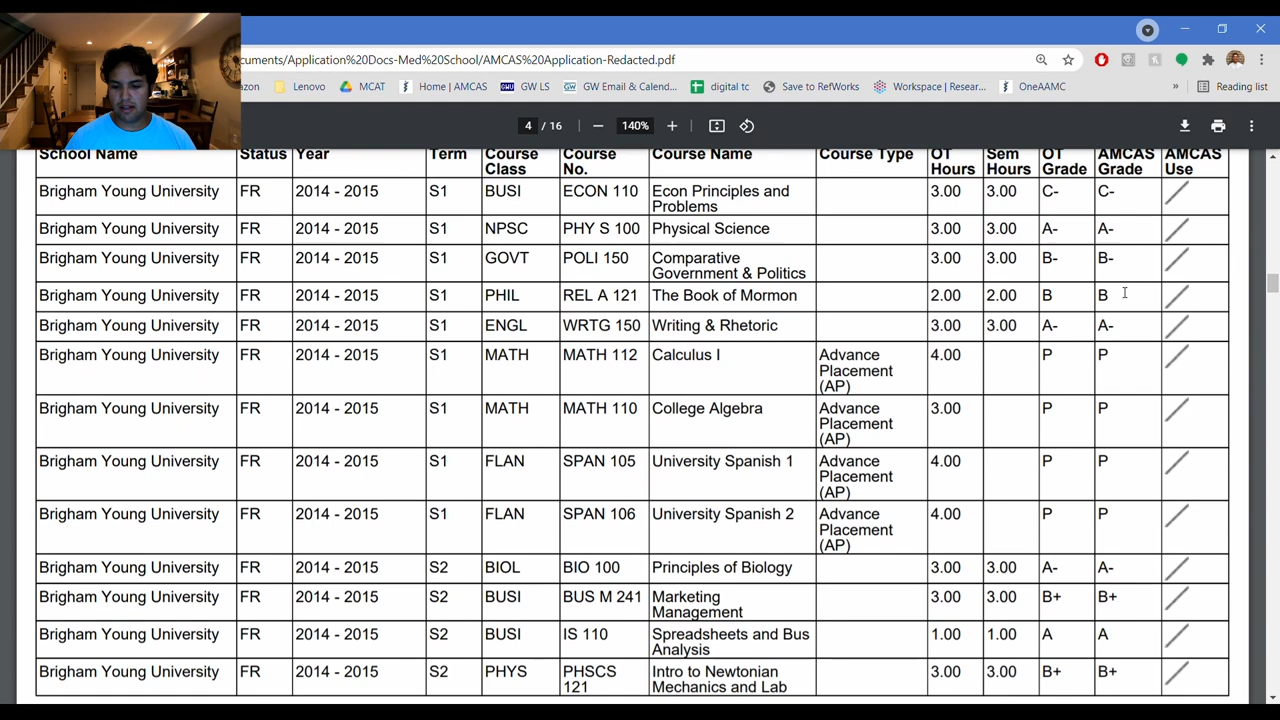 cuments/Application%20Docs-Med%20School/AMCAS%20Application-Redacted.pdf
zon Lenovo MCAT Home | AMCAS GW LS GW Email & Calend... digital tc Save to RefWorks Workspace | Resear... OneAAMC » Reading list
4 / 16 140%
School Name Status Year Term Course Class Course No. Course Name Course Type OT Hours Sem Hours OT Grade AMCAS Grade AMCAS Use
Brigham Young University FR 2014 - 2015 S1 BUSI ECON 110 Econ Principles and 3.00 3.00 C- C-
Problems
Brigham Young University FR 2014 - 2015 S1 NPSC PHY S 100 Physical Science 3.00 3.00 A- A-
Brigham Young University FR 2014 - 2015 S1 GOVT POLI 150 Comparative 3.00 3.00 B- B-
Government & Politics
Brigham Young University FR 2014 - 2015 S1 PHIL REL A 121 The Book of Mormon 2.00 2.00 B B
Brigham Young University FR 2014 - 2015 S1 ENGL WRTG 150 Writing & Rhetoric 3.00 3.00 A- A-
Brigham Young University FR 2014 - 2015 S1 MATH MATH 112 Calculus I Advance 4.00 P P
Placement
(AP)
Brigham Young University FR 2014 - 2015 S1 MATH MATH 110 College Algebra Advance 3.00 P P
Placement
(AP)
Brigham Young University FR 2014 - 2015 S1 FLAN SPAN 105 University Spanish 1 Advance 4.00 P P
Placement
(AP)
Brigham Young University FR 2014 - 2015 S1 FLAN SPAN 106 University Spanish 2 Advance 4.00 P P
Placement
(AP)
Brigham Young University FR 2014 - 2015 S2 BIOL BIO 100 Principles of Biology 3.00 3.00 A- A-
Brigham Young University FR 2014 - 2015 S2 BUSI BUS M 241 Marketing 3.00 3.00 B+ B+
Management
Brigham Young University FR 2014 - 2015 S2 BUSI IS 110 Spreadsheets and Bus 1.00 1.00 A A
Analysis
Brigham Young University FR 2014 - 2015 S2 PHYS PHSCS Intro to Newtonian 3.00 3.00 B+ B+
121 Mechanics and Lab